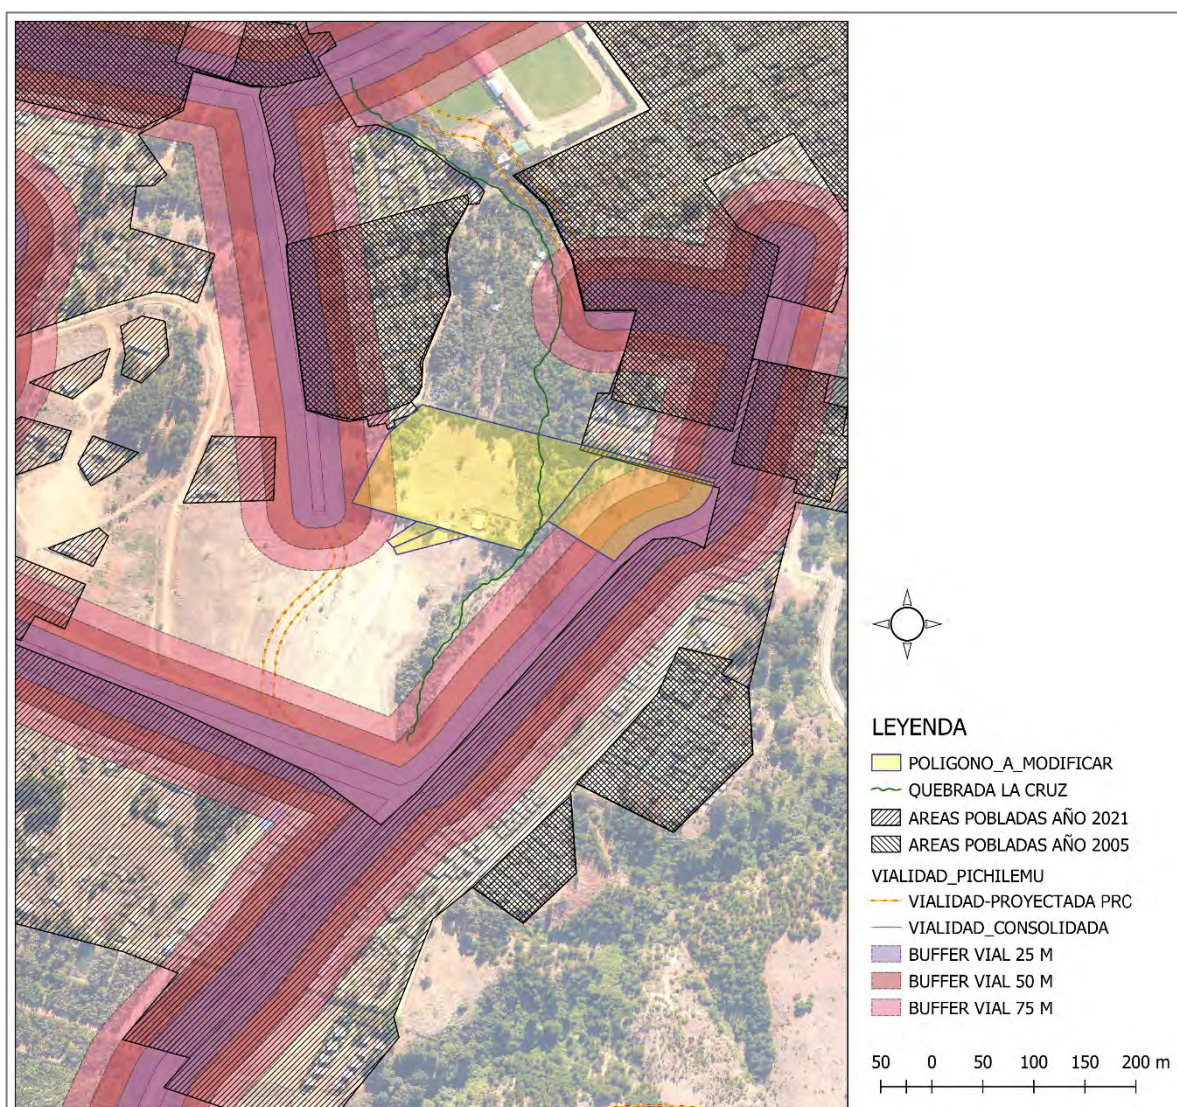 LEYENDA
POLIGONO_A_MODIFICAR
QUEBRADA LA CRUZ
AREAS POBLADAS AÑO 2021
AREAS POBLADAS AÑO 2005
VIALIDAD_PICHILEMU
VIALIDAD-PROYECTADA PRC
VIALIDAD_CONSOLIDADA
BUFFER VIAL 25 M
BUFFER VIAL 50 M
BUFFER VIAL 75 M
50 0 50 100 150 200 m